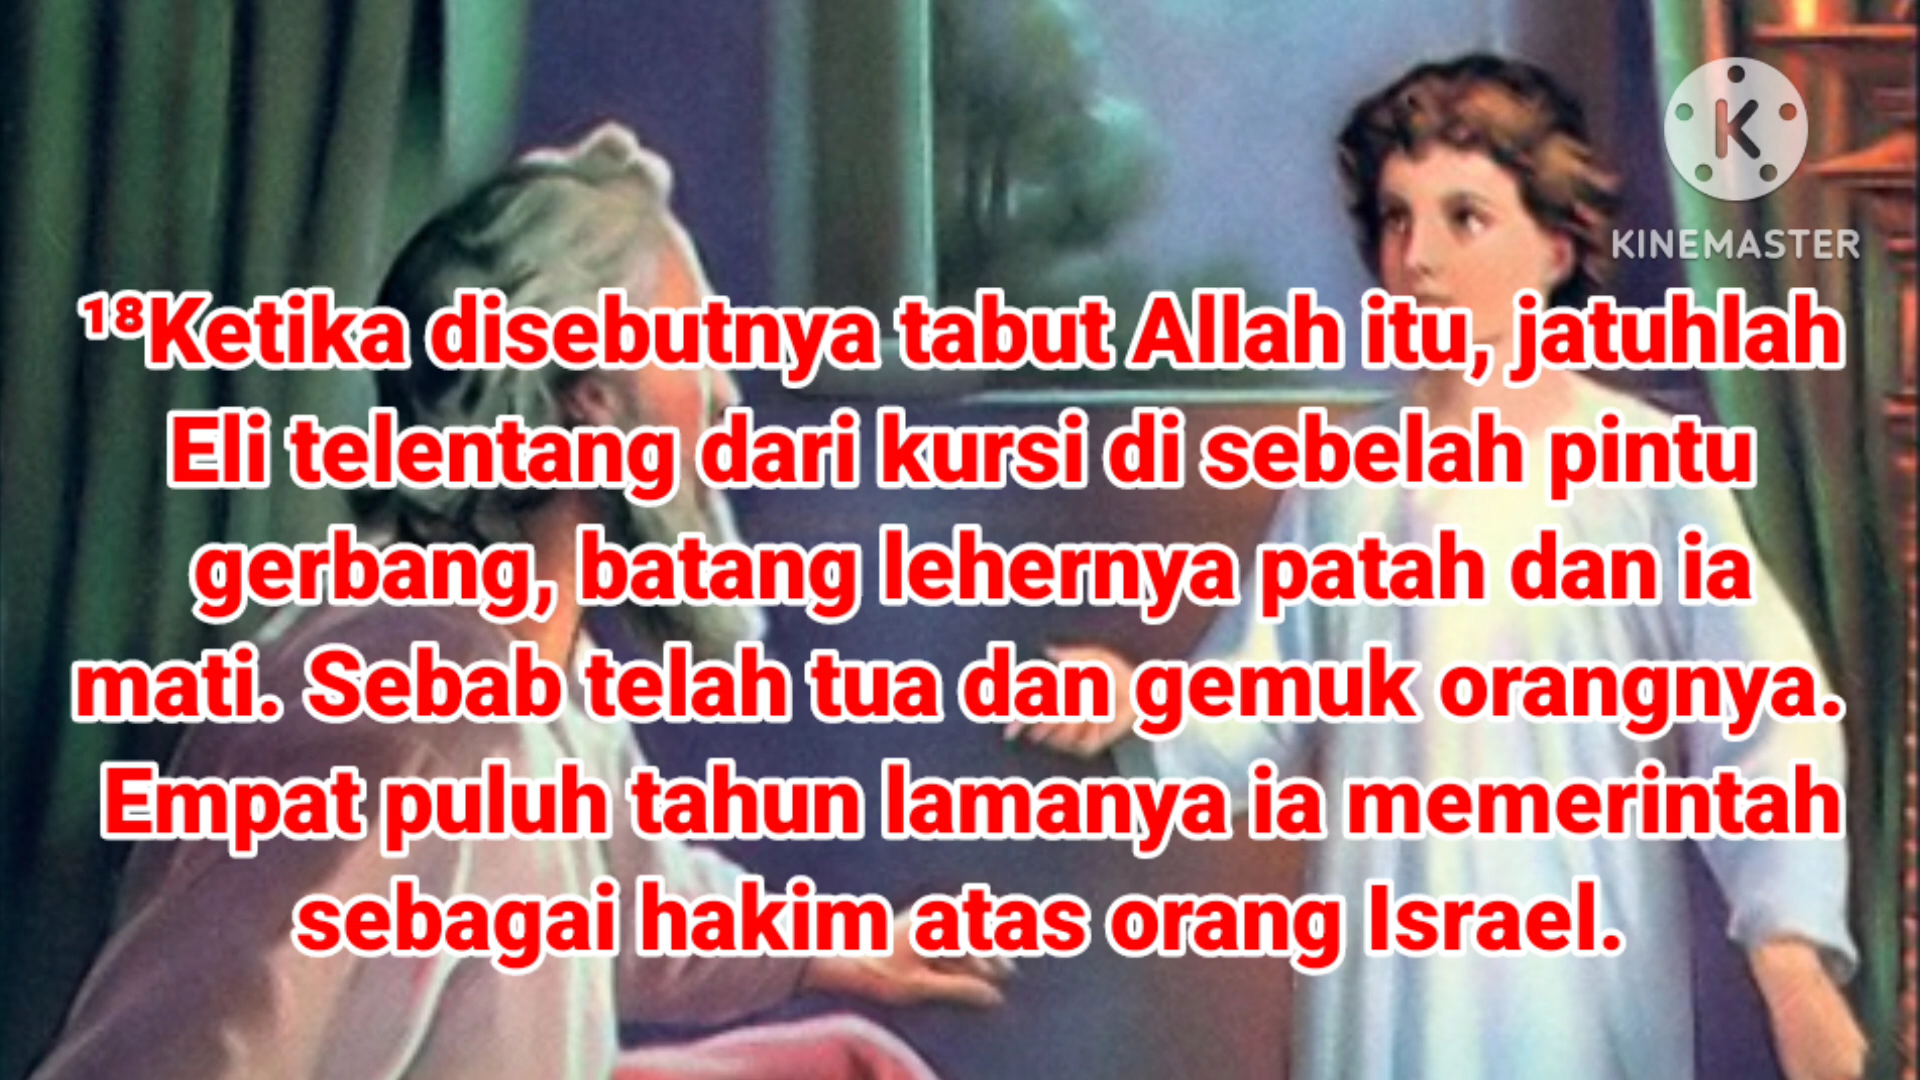 K
KINEMASTER
¹⁸Ketika disebutnya tabut Allah itu, jatuhlah
Eli telentang dari kursi di sebelah pintu
gerbang, batang lehernya patah dan ia
mati. Sebab telah tua dan gemuk orangnya.
Empat puluh tahun lamanya ia memerintah
sebagai hakim atas orang Israel.